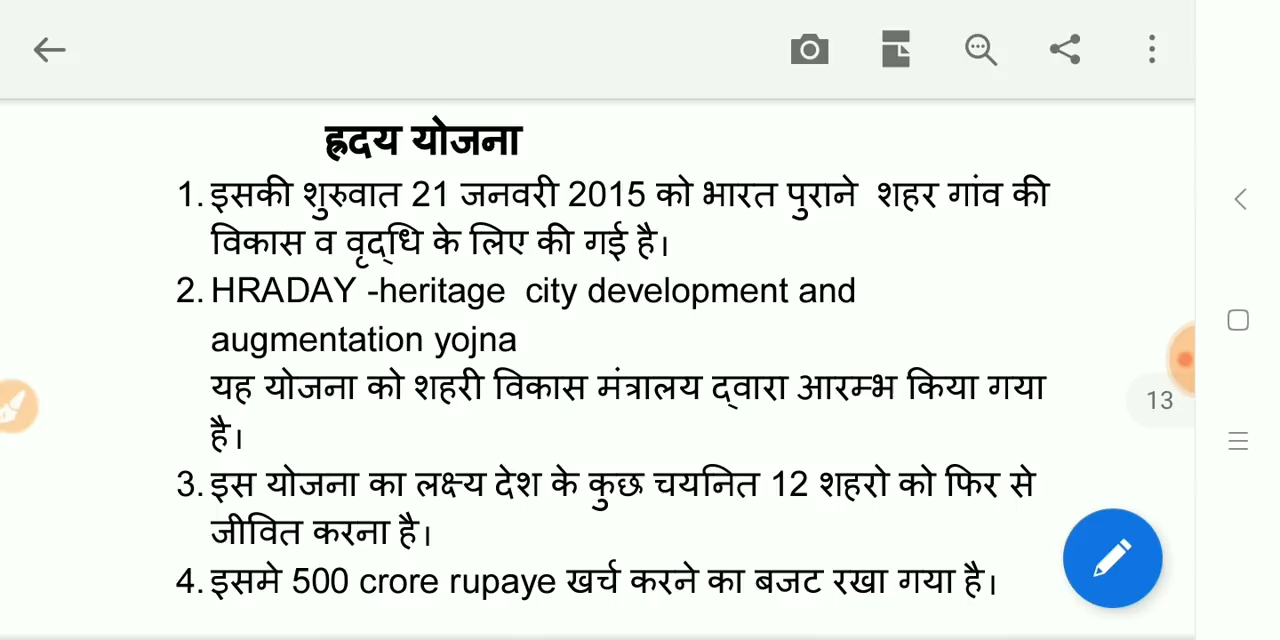 ह्रदय योजना
1. इसकी शुरुवात 21 जनवरी 2015 को भारत पुराने शहर गांव की
विकास व वृद्धि के लिए की गई है।
2. HRADAY -heritage city development and
augmentation yojna
यह योजना को शहरी विकास मंत्रालय द्वारा आरम्भ किया गया
है।
13
3. इस योजना का लक्ष्य देश के कुछ चयनित 12 शहरो को फिर से
जीवित करना है।
4. इसमे 500 crore rupaye खर्च करने का बजट रखा गया है।